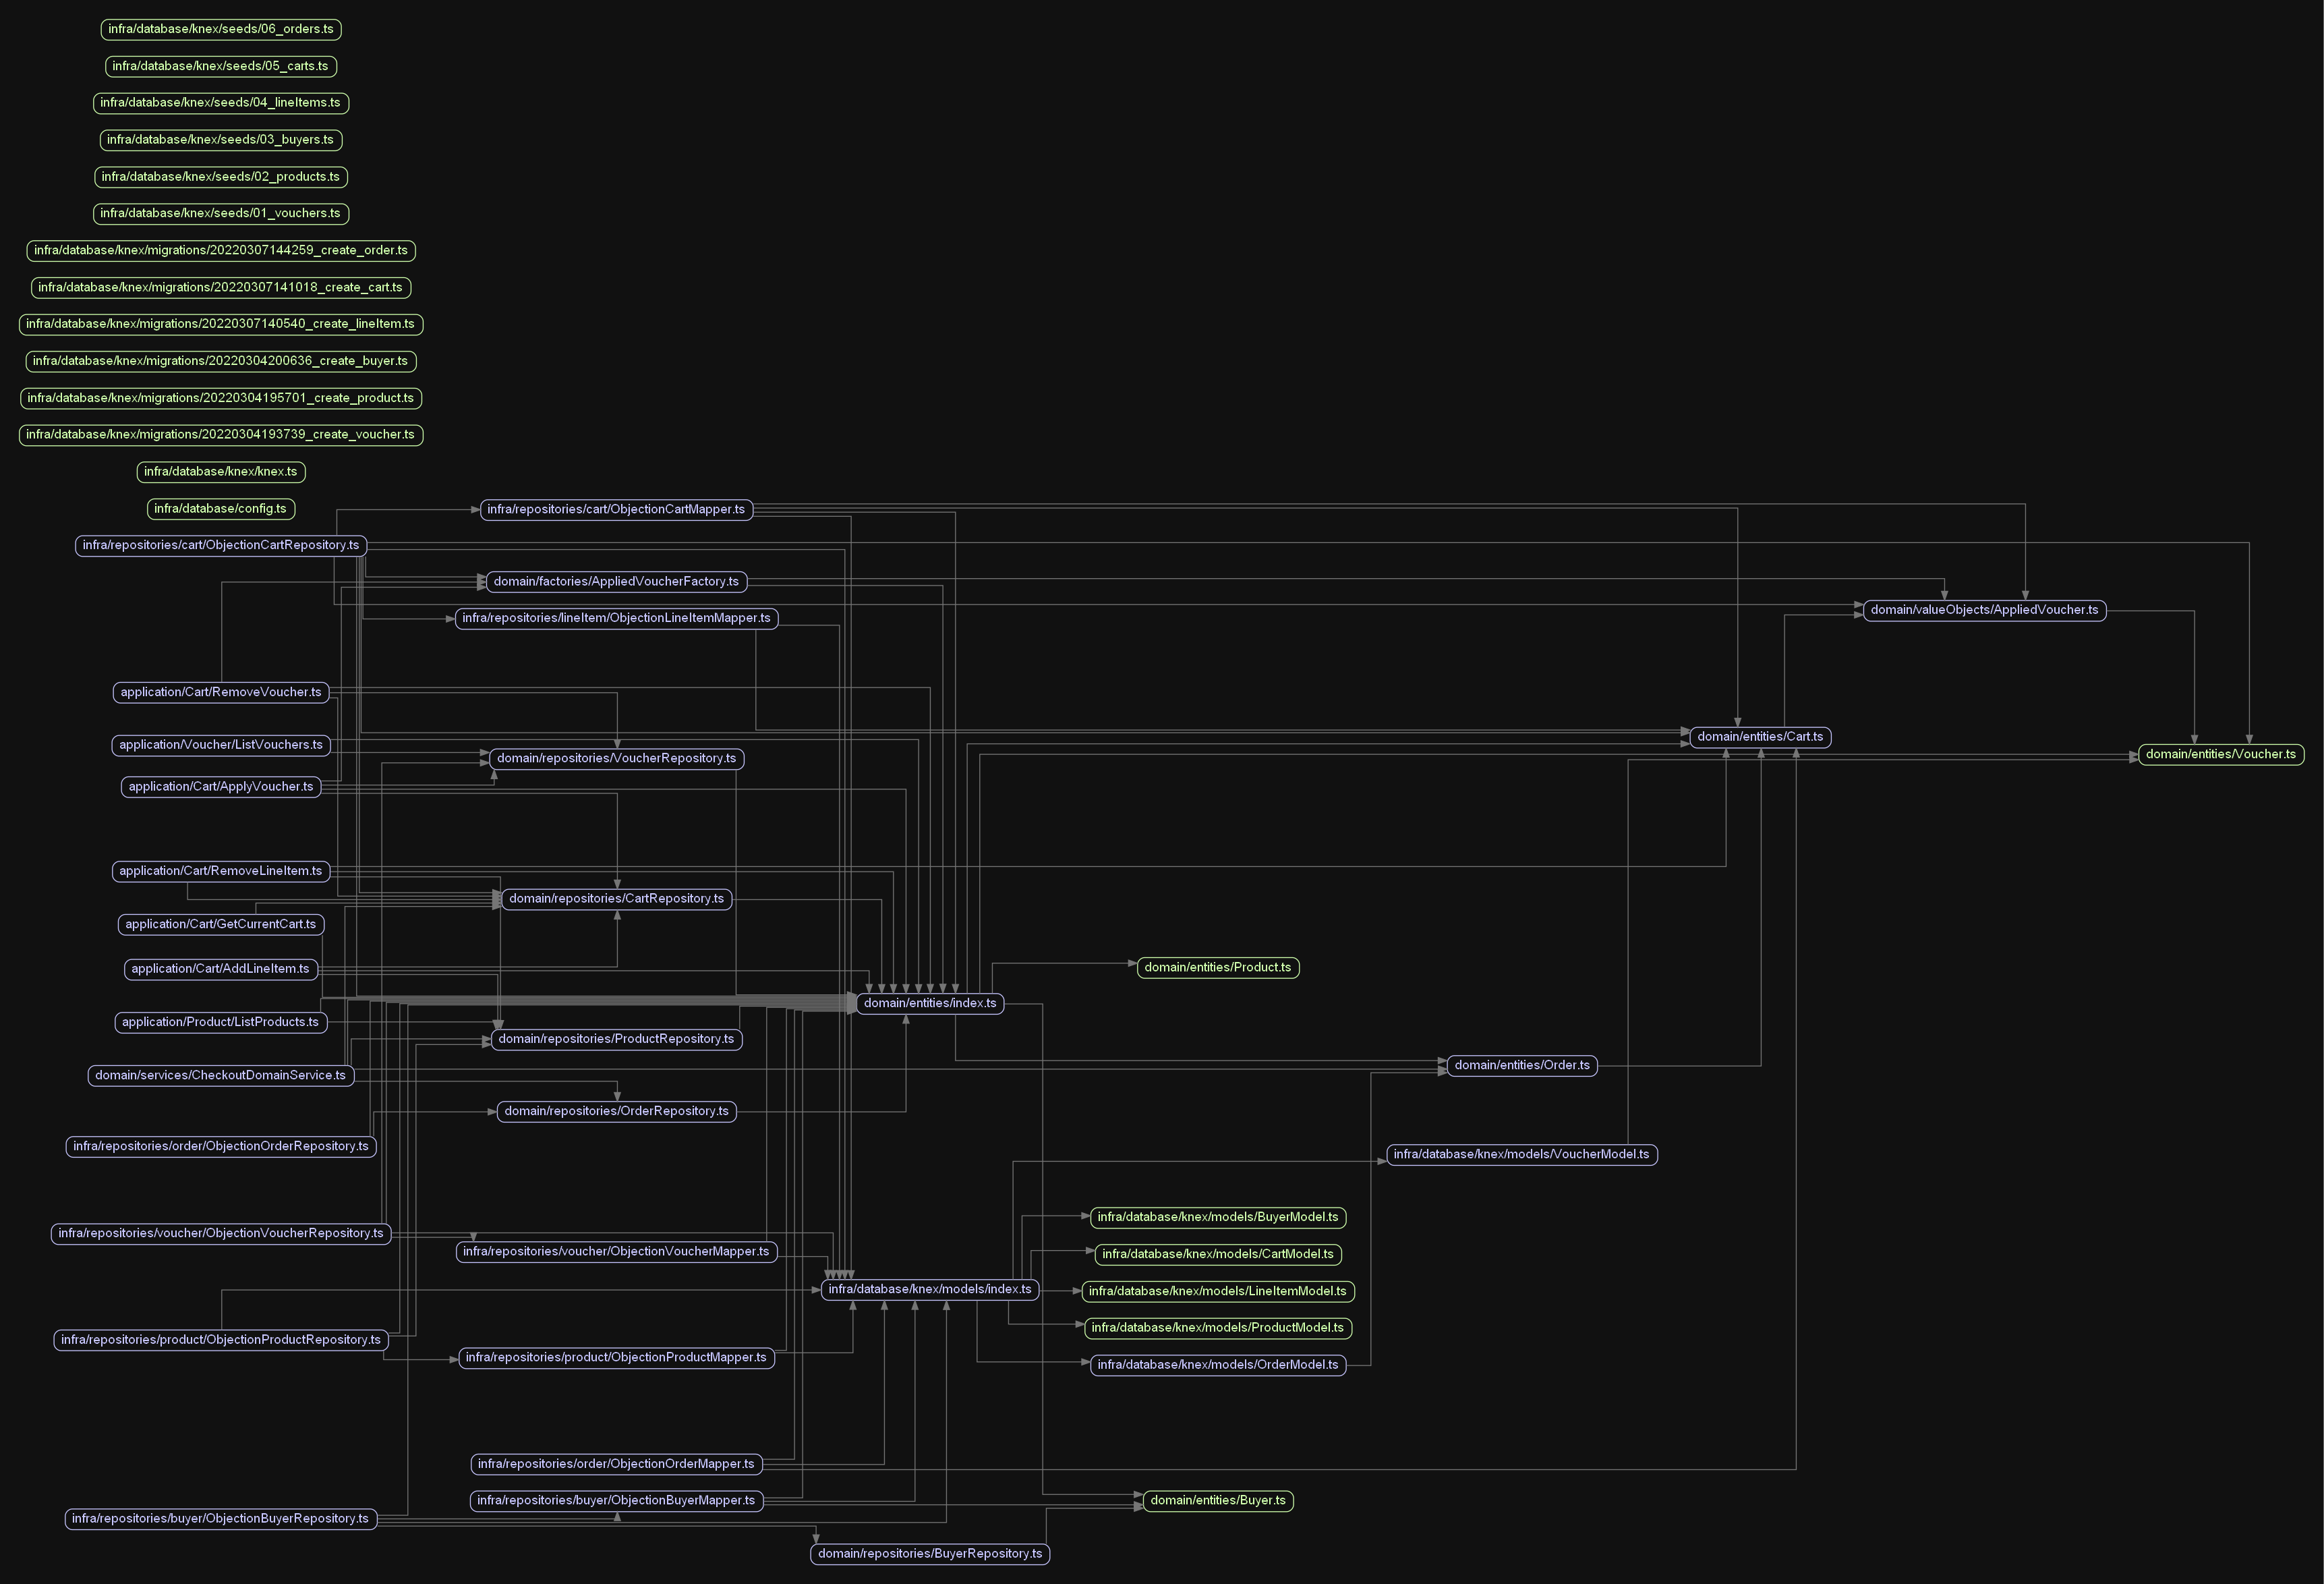 infra/database/knex/seeds/06_orders.ts
infra/database/knex/seeds/05_carts.ts
infra/database/knex/seeds/04_lineItems.ts
infra/database/knex/seeds/03_buyers.ts
infra/database/knex/seeds/02_products.ts
infra/database/knex/seeds/01_vouchers.ts
infra/database/knex/migrations/20220307144259_create_order.ts
infra/database/knex/migrations/20220307141018_create_cart.ts
infra/database/knex/migrations/20220307140540_create_lineItem.ts
infra/database/knex/migrations/20220304200636_create_buyer.ts
infra/database/knex/migrations/20220304195701_create_product.ts
infra/database/knex/migrations/20220304193739_create_voucher.ts
infra/database/knex/knex.ts
infra/database/config.ts
infra/repositories/cart/ObjectionCartMapper.ts
infra/repositories/cart/ObjectionCartRepository.ts
domain/factories/AppliedVoucherFactory.ts
domain/valueObjects/AppliedVoucher.ts
infra/repositories/lineItem/ObjectionLineItemMapper.ts
application/Cart/RemoveVoucher.ts
domain/entities/Cart.ts
application/Voucher/ListVouchers.ts
domain/entities/Voucher.ts
domain/repositories/VoucherRepository.ts
application/Cart/ApplyVoucher.ts
application/Cart/RemoveLineItem.ts
domain/repositories/CartRepository.ts
application/Cart/GetCurrentCart.ts
application/Cart/AddLineItem.ts
domain/entities/Product.ts
domain/entities/index.ts
application/Product/ListProducts.ts
domain/repositories/ProductRepository.ts
domain/entities/Order.ts
domain/services/CheckoutDomainService.ts
domain/repositories/OrderRepository.ts
infra/repositories/order/ObjectionOrderRepository.ts
infra/database/knex/models/VoucherModel.ts
infra/database/knex/models/BuyerModel.ts
infra/repositories/voucher/ObjectionVoucherRepository.ts
infra/repositories/voucher/ObjectionVoucherMapper.ts
infra/database/knex/models/CartModel.ts
infra/database/knex/models/index.ts
infra/database/knex/models/LineItemModel.ts
infra/database/knex/models/ProductModel.ts
infra/repositories/product/ObjectionProductRepository.ts
infra/repositories/product/ObjectionProductMapper.ts
infra/database/knex/models/OrderModel.ts
infra/repositories/order/ObjectionOrderMapper.ts
infra/repositories/buyer/ObjectionBuyerMapper.ts
domain/entities/Buyer.ts
infra/repositories/buyer/ObjectionBuyerRepository.ts
domain/repositories/BuyerRepository.ts